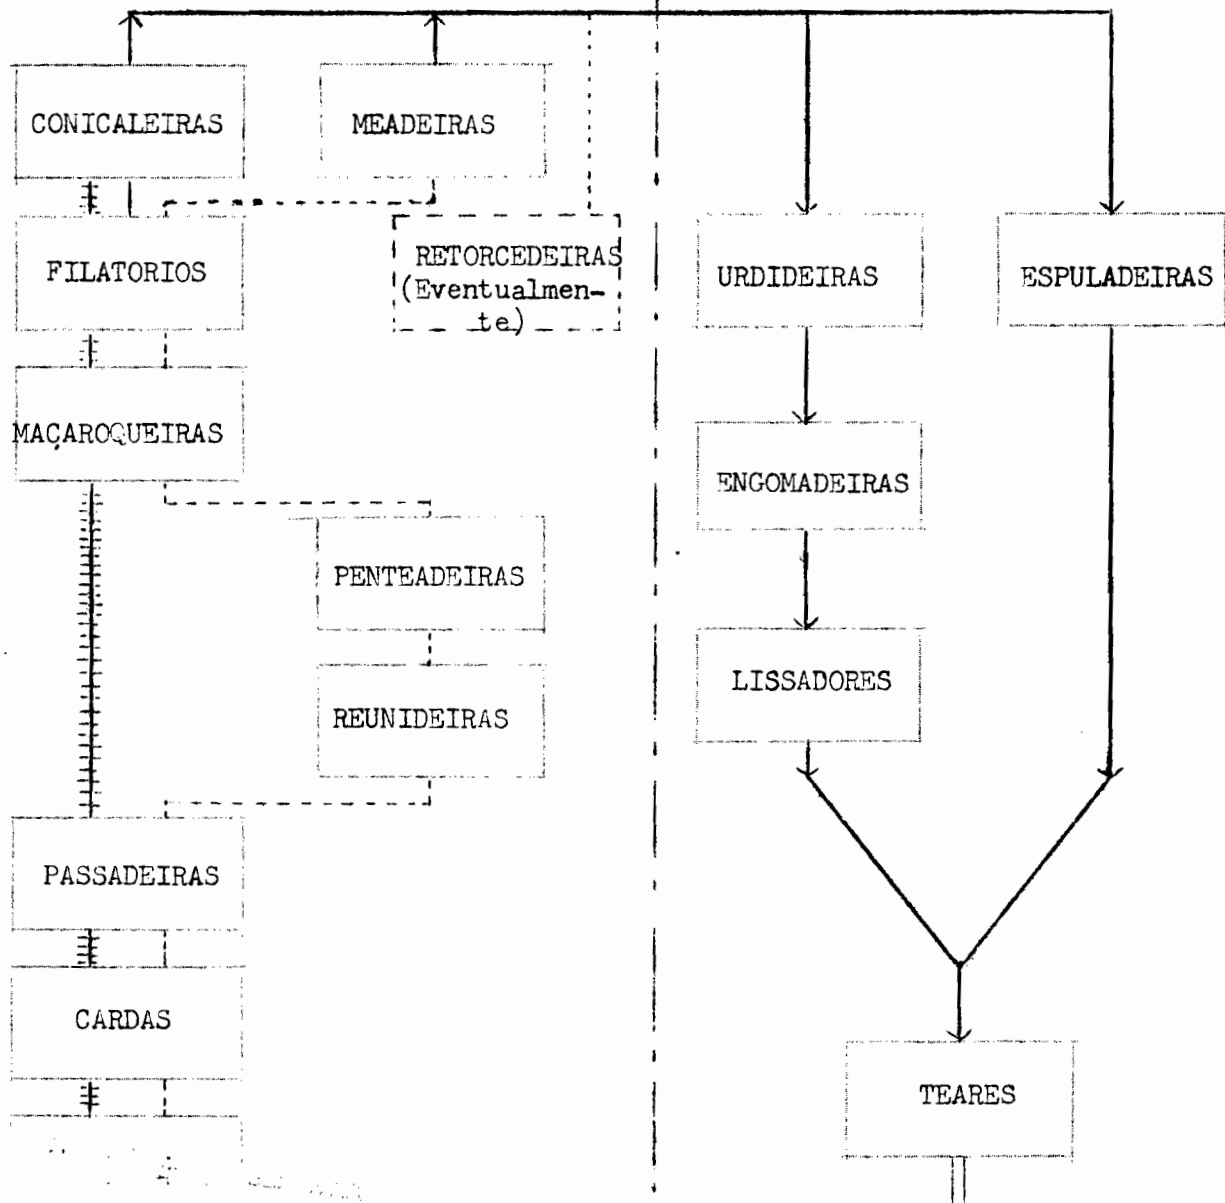 CONICALEIRAS
MEADEIRAS
FILATORIOS
RETORCEDEIRAS
(Eventualmen-
te)
URDIDEIRAS
ESPULADEIRAS
MAÇAROQUEIRAS
ENGOMADEIRAS
PENTEADEIRAS
LISSADORES
REUNIDEIRAS
PASSADEIRAS
CARDAS
TEARES